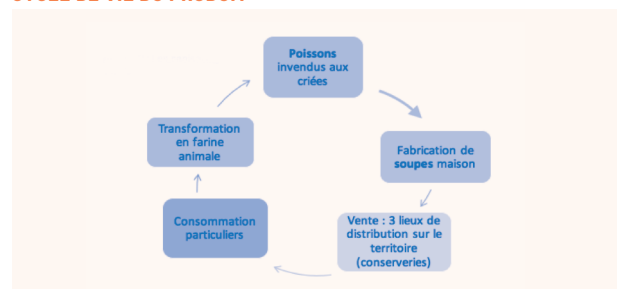 Poissons
invendus aux
criées
Fabrication de
soupes maison
Vente : 3 lieux de
distribution sur le
territoire
(conserveries)
Consommation
particuliers
Transformation
en farine
animale